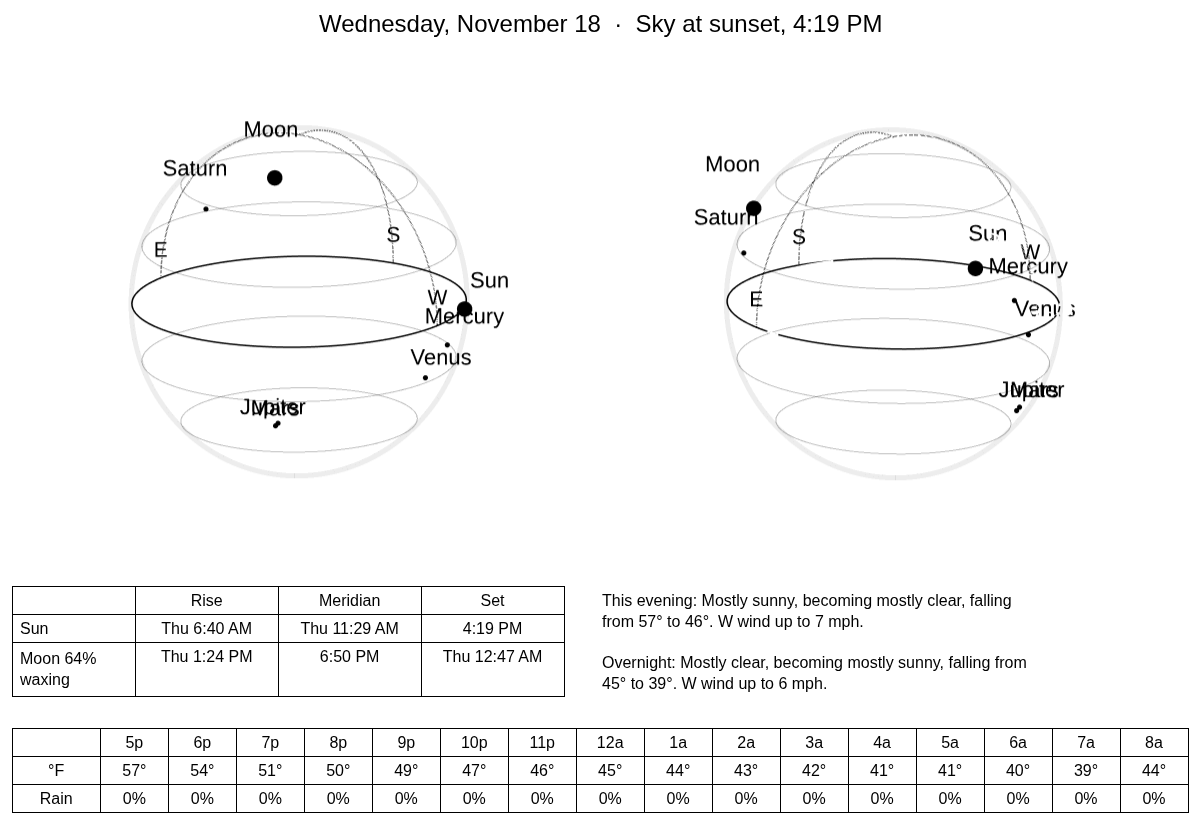 Wednesday, November 18 · Sky at sunset, 4:19 PM
Moon
Saturn
E
S
Sun
W
Mercury
Venus
Jupiter
Mars
Moon
Saturn
S
Sun
W
Mercury
E
Venus
Jupiter
Mars
Rise Meridian Set
Sun Thu 6:40 AM Thu 11:29 AM 4:19 PM
Moon 64% Thu 1:24 PM 6:50 PM Thu 12:47 AM
waxing
This evening: Mostly sunny, becoming mostly clear, falling
from 57° to 46°. W wind up to 7 mph.
Overnight: Mostly clear, becoming mostly sunny, falling from
45° to 39°. W wind up to 6 mph.
5p 6p 7p 8p 9p 10p 11p 12a 1a 2a 3a 4a 5a 6a 7a 8a
°F 57° 54° 51° 50° 49° 47° 46° 45° 44° 43° 42° 41° 41° 40° 39° 44°
Rain 0% 0% 0% 0% 0% 0% 0% 0% 0% 0% 0% 0% 0% 0% 0% 0%